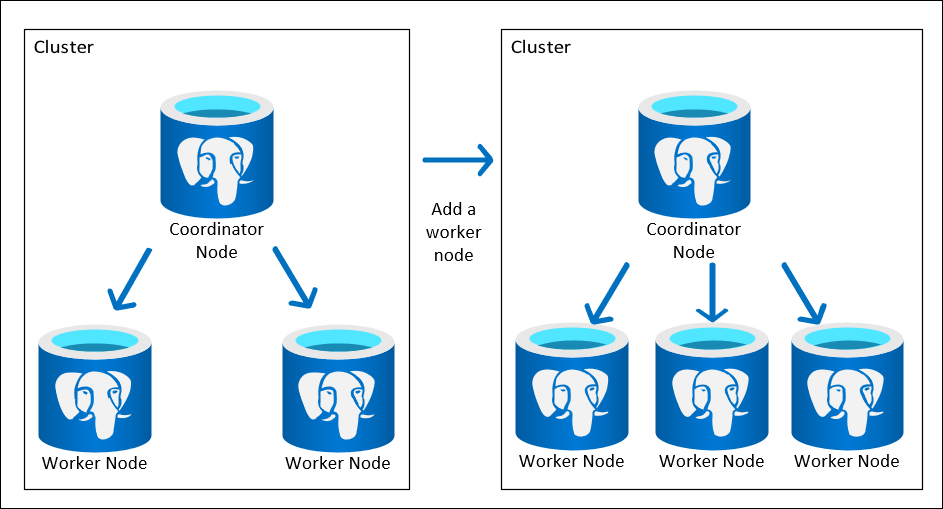 Cluster
Coordinator
Node
Worker Node
Worker Node
Add a
worker
node
Cluster
Coordinator
Node
Worker Node
Worker Node
Worker Node